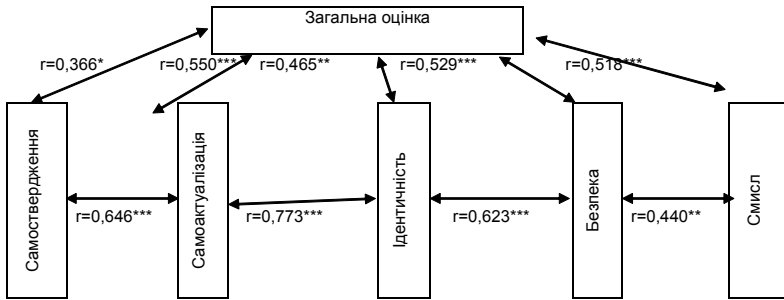 Загальна оцінка
r=0,366*
r=0,550***
r=0,465**
r=0,529***
r=0,518***
Самоствердження
Самоактуалізація
Ідентичність
Безпека
Смисл
r=0,646***
r=0,773***
r=0,623***
r=0,440**